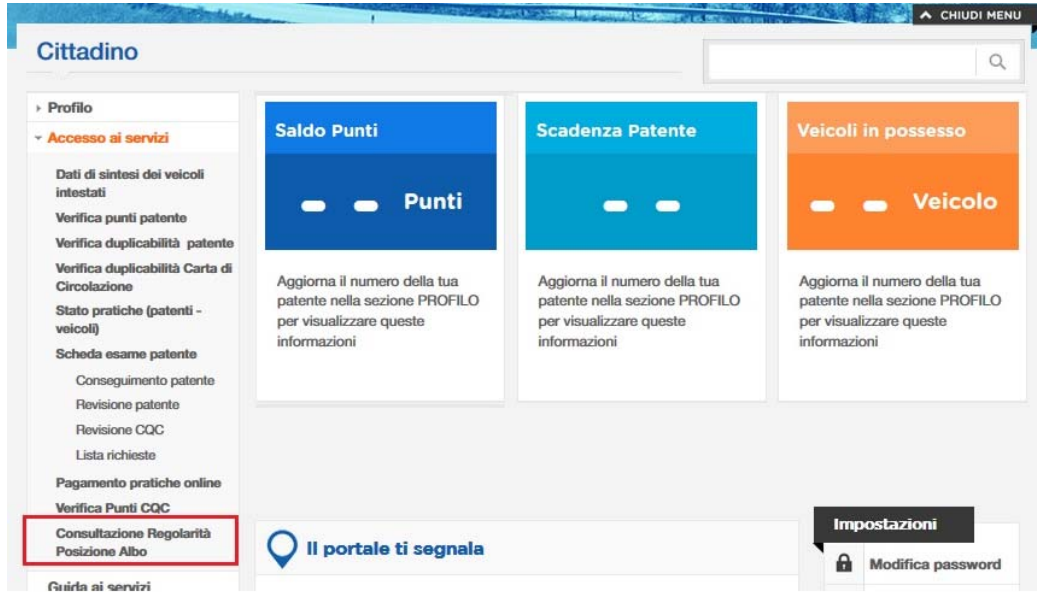 CHIUDI MENU
Cittadino
Profilo
Accesso ai servizi
Dati di sintesi dei veicoli
intestati
Verifica punti patente
Verifica duplicabilità patente
Verifica duplicabilità Carta di
Circolazione
Stato pratiche (patenti -
veicoli)
Scheda esame patente
Conseguimento patente
Revisione patente
Revisione CQC
Lista richieste
Pagamento pratiche online
Verifica Punti CQC
Consultazione Regolarità
Posizione Albo
Guida ai servizi
Saldo Punti
Punti
Aggiorna il numero della tua
patente nella sezione PROFILO
per visualizzare queste
informazioni
Scadenza Patente
Aggiorna il numero della tua
patente nella sezione PROFILO
per visualizzare queste
informazioni
Veicoli in possesso
Veicolo
Aggiorna il numero della tua
patente nella sezione PROFILO
per visualizzare queste
informazioni
Il portale ti segnala
Impostazioni
Modifica password